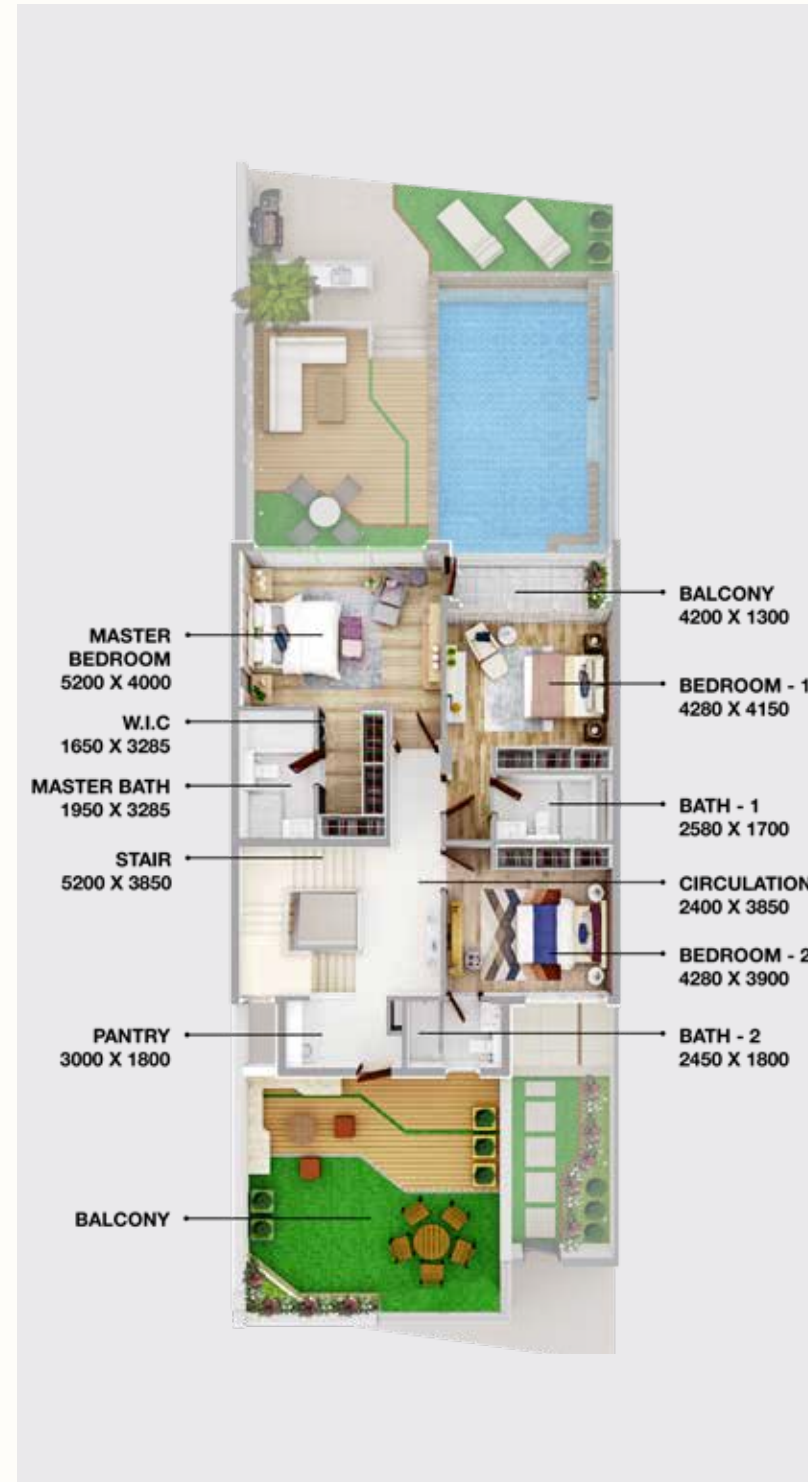 MASTER
BEDROOM
5200 X 4000
W.I.C
1650 X 3285
MASTER BATH
1950 X 3285
STAIR
5200 X 3850
PANTRY
3000 X 1800
BALCONY
BALCONY
4200 X 1300
BEDROOM - 1
4280 X 4150
BATH - 1
2580 X 1700
CIRCULATION
2400 X 3850
BEDROOM - 2
4280 X 3900
BATH - 2
2450 X 1800